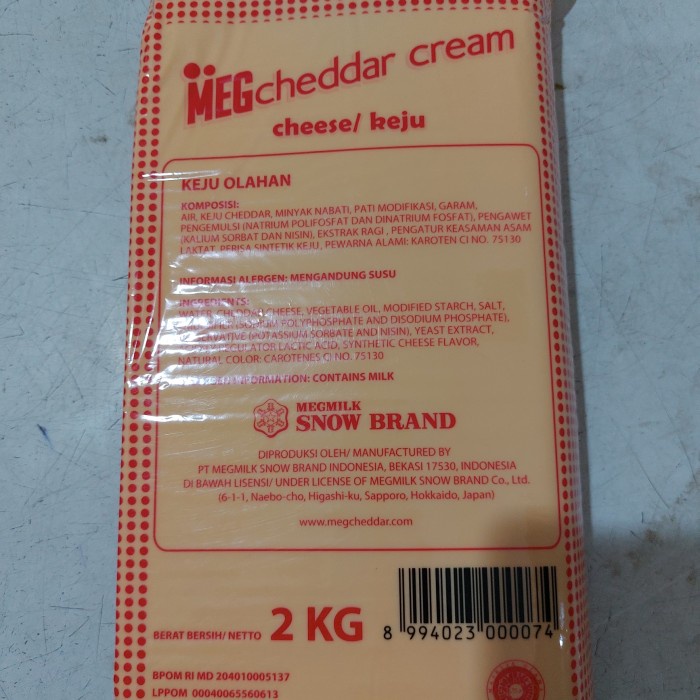 MEGcheddar cream
cheese/ keju
KEJU OLAHAN
KOMPOSISI:
AIR, KEJU CHEDDAR, MINYAK NABATI, PATI MODIFIKASI, GARAM,
PENGEMULSI (NATRIUM POLIFOSFAT DAN DINATRIUM FOSFAT), PENGAWET
(KALIUM SORBAT DAN NISIN), EKSTRAK RAGI , PENGATUR KEASAMAN ASAM
LAKTAT, PERISA SINTETIK KEJU, PEWARNA ALAMI: KAROTEN CI NO. 75130
INFORMASI ALERGEN: MENGANDUNG SUSU
INGREDIENTS:
WATER, CHEDDAR CHEESE, VEGETABLE OIL, MODIFIED STARCH, SALT,
(SODIUM POLYPHOSPHATE AND DISODIUM PHOSPHATE),
PRESERVATIVE (POTASSIUM SORBATE AND NISIN), YEAST EXTRACT,
REGULATOR LACTIC ACID, SYNTHETIC CHEESE FLAVOR,
NATURAL COLOR: CAROTENES CI NO. 75130
INFORMATION: CONTAINS MILK
MEGMILK
SNOW BRAND
DIPRODUKSI OLEH/ MANUFACTURED BY
PT MEGMILK SNOW BRAND INDONESIA, BEKASI 17530, INDONESIA
DI BAWAH LISENSI/ UNDER LICENSE OF MEGMILK SNOW BRAND Co., Ltd.
(6-1-1, Naebo-cho, Higashi-ku, Sapporo, Hokkaido, Japan)
www.megcheddar.com
BERAT BERSIH/ NETTO 2 KG
8 994023 000074
BPOM RI MD 204010005137
LPPOM 00040065560613